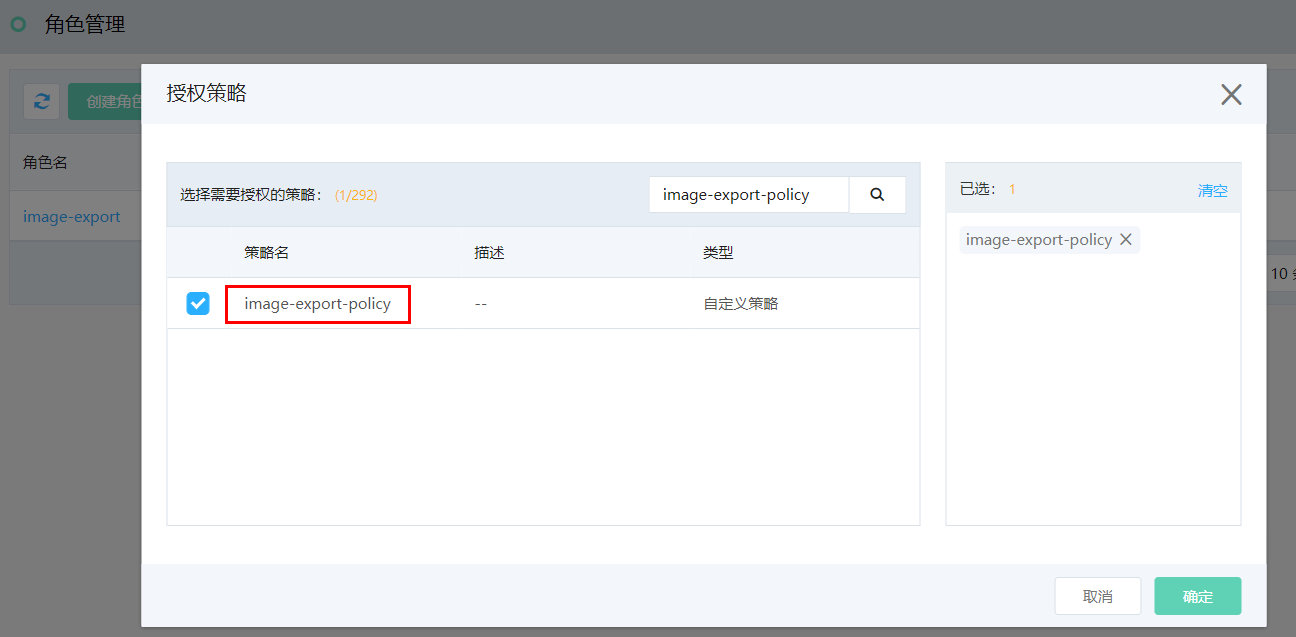 角色管理
创建角色
角色名
image-export
授权策略
选择需要授权的策略： (1/292)
image-export-policy
策略名 描述 类型
image-export-policy -- 自定义策略
已选： 1 清空
image-export-policy
10
取消 确定